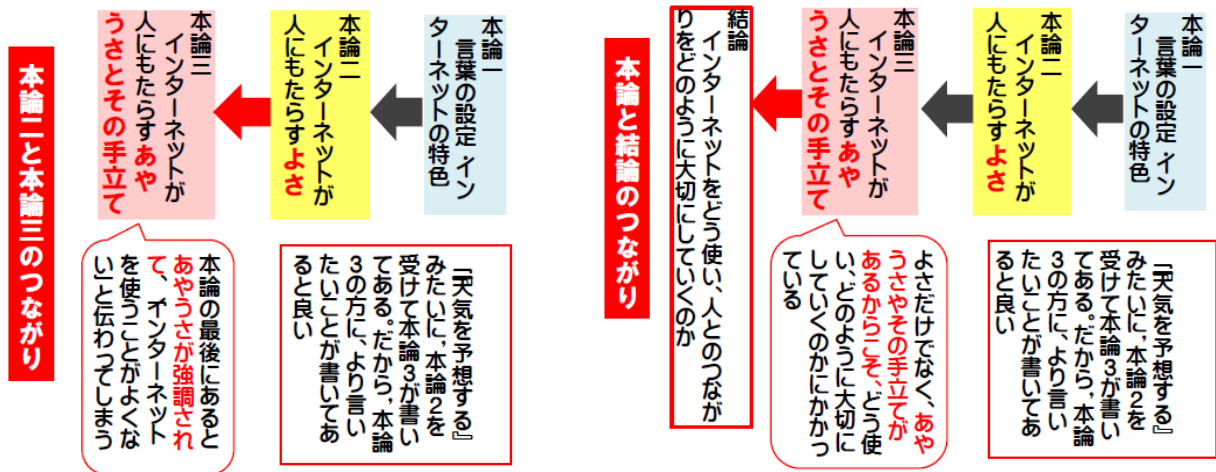 本論一
言葉の設定 イン
ターネットの特色
本論二
インターネットが
人にもたらすよさ
本論三
インターネットが
人にもたらすあや
うさとその手立て
結論
インターネットをどう使い、人とのつなが
りをどのように大切にしていくのか
本論と結論のつながり
『天気を予想する』
みたいに、本論2を
受けて本論3が書い
てある。だから、本論
3の方に、より言い
たいことが書いてあ
ると良い
よさだけでなく、あや
うさやその手立てが
あるからこそ、どう使
い、どのように大切に
していくのかにかかっ
ている
本論一
言葉の設定 イン
ターネットの特色
本論二
インターネットが
人にもたらすよさ
本論三
インターネットが
人にもたらすあや
うさとその手立て
本論二と本論三のつながり
『天気を予想する』
みたいに、本論2を
受けて本論3が書い
てある。だから、本論
3の方に、より言い
たいことが書いてあ
ると良い
本論の最後にあると
あやうさが強調され
て、インターネット
を使うことがよくな
いと伝わってしまう